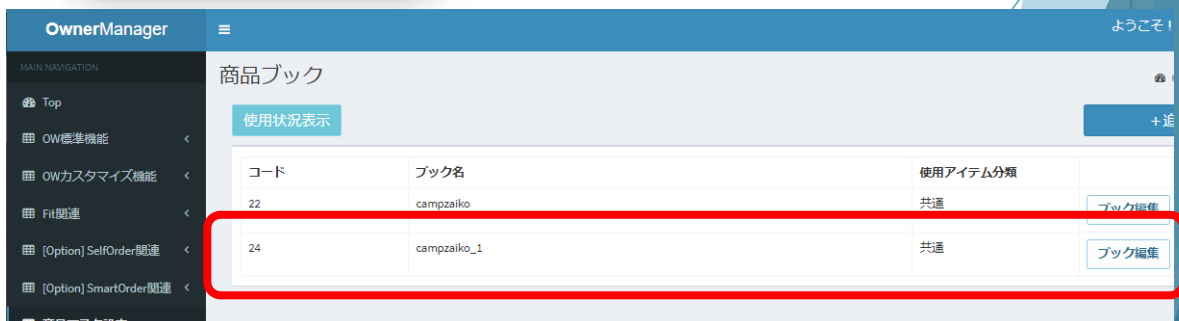 OwnerManager
ようこそ!
MAIN NAVIGATION
商品ブック
Top
使用状況表示
+追
OW標準機能
コード ブック名 使用アイテム分類
OWカスタマイズ機能
22 campzaiko 共通 ブック編集
Fit関連
24 campzaiko_1 共通 ブック編集
[Option] SelfOrder関連
[Option] SmartOrder関連